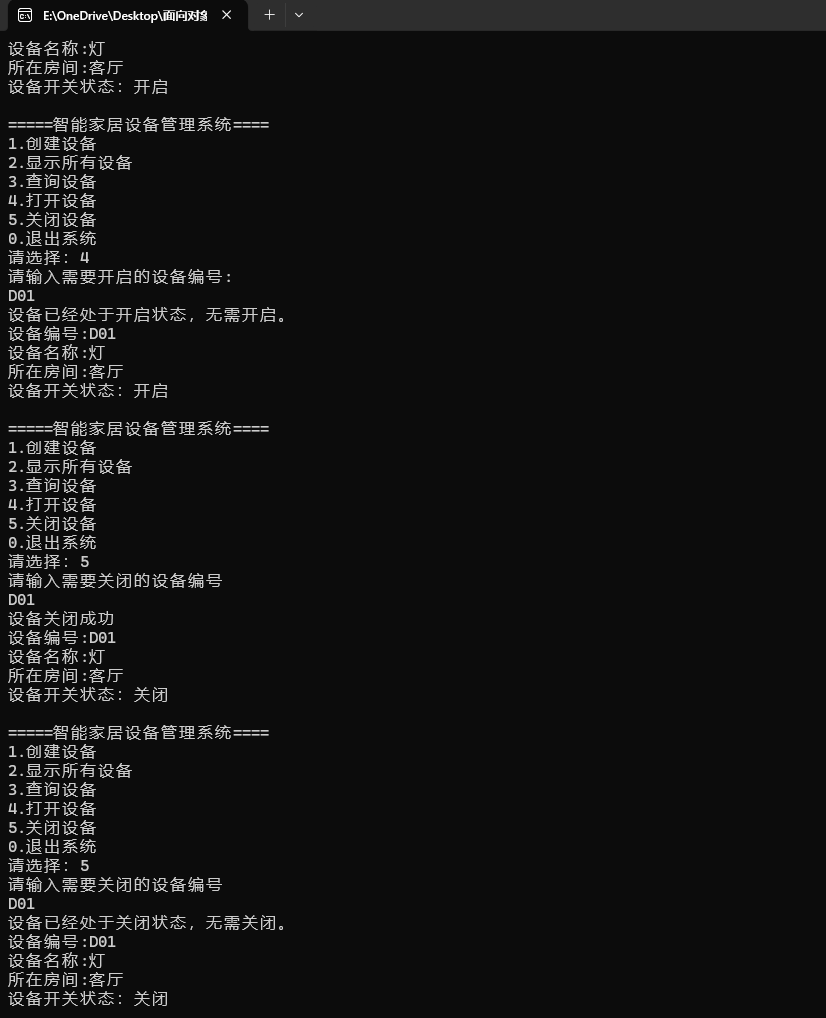 E:\OneDrive\Desktop\面向对象
设备名称:灯
所在房间:客厅
设备开关状态: 开启
=====智能家居设备管理系统====
1.创建设备
2.显示所有设备
3.查询设备
4.打开设备
5.关闭设备
0.退出系统
请选择: 4
请输入需要开启的设备编号:
D01
设备已经处于开启状态, 无需开启。
设备编号:D01
设备名称:灯
所在房间:客厅
设备开关状态: 开启
=====智能家居设备管理系统====
1.创建设备
2.显示所有设备
3.查询设备
4.打开设备
5.关闭设备
0.退出系统
请选择: 5
请输入需要关闭的设备编号
D01
设备关闭成功
设备编号:D01
设备名称:灯
所在房间:客厅
设备开关状态: 关闭
=====智能家居设备管理系统====
1.创建设备
2.显示所有设备
3.查询设备
4.打开设备
5.关闭设备
0.退出系统
请选择: 5
请输入需要关闭的设备编号
D01
设备已经处于关闭状态, 无需关闭。
设备编号:D01
设备名称:灯
所在房间:客厅
设备开关状态: 关闭